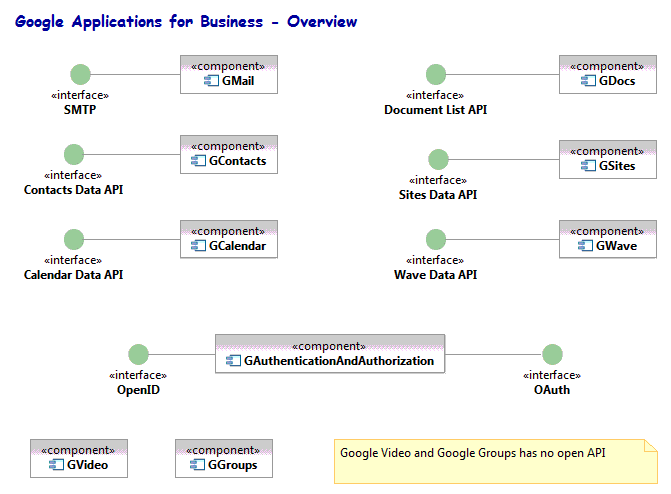 Google Applications for Business - Overview
«component»
GMail
«interface»
SMTP
«component»
GDocs
«interface»
Document List API
«component»
GContacts
«interface»
Contacts Data API
«component»
GSites
«interface»
Sites Data API
«component»
GCalendar
«interface»
Calendar Data API
«component»
GWave
«interface»
Wave Data API
«component»
GAuthenticationAndAuthorization
«interface»
OpenID
«interface»
OAuth
«component»
GVideo
«component»
GGroups
Google Video and Google Groups has no open API